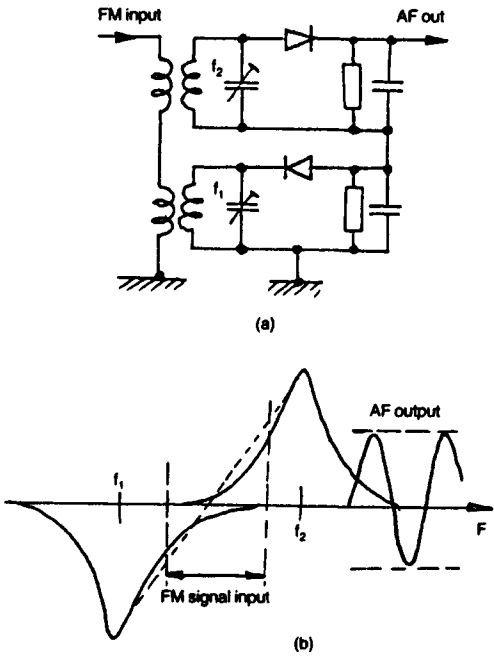 FM input
AF out
f₂
f₁
(a)
AF output
f₁
f₂
F
FM signal input
(b)